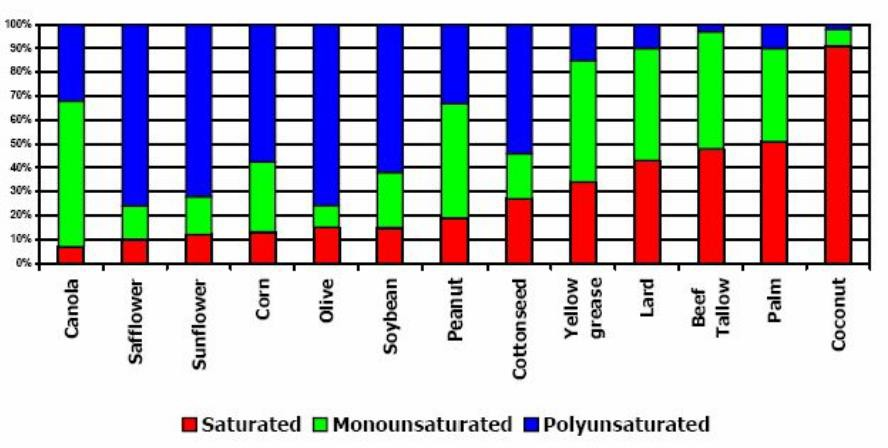 100%
90%
80%
70%
60%
50%
40%
30%
20%
10%
0%
Canola
Safflower
Sunflower
Corn
Olive
Soybean
Peanut
Cottonseed
Yellow
grease
Lard
Beef
Tallow
Palm
Coconut
Saturated Monounsaturated Polyunsaturated